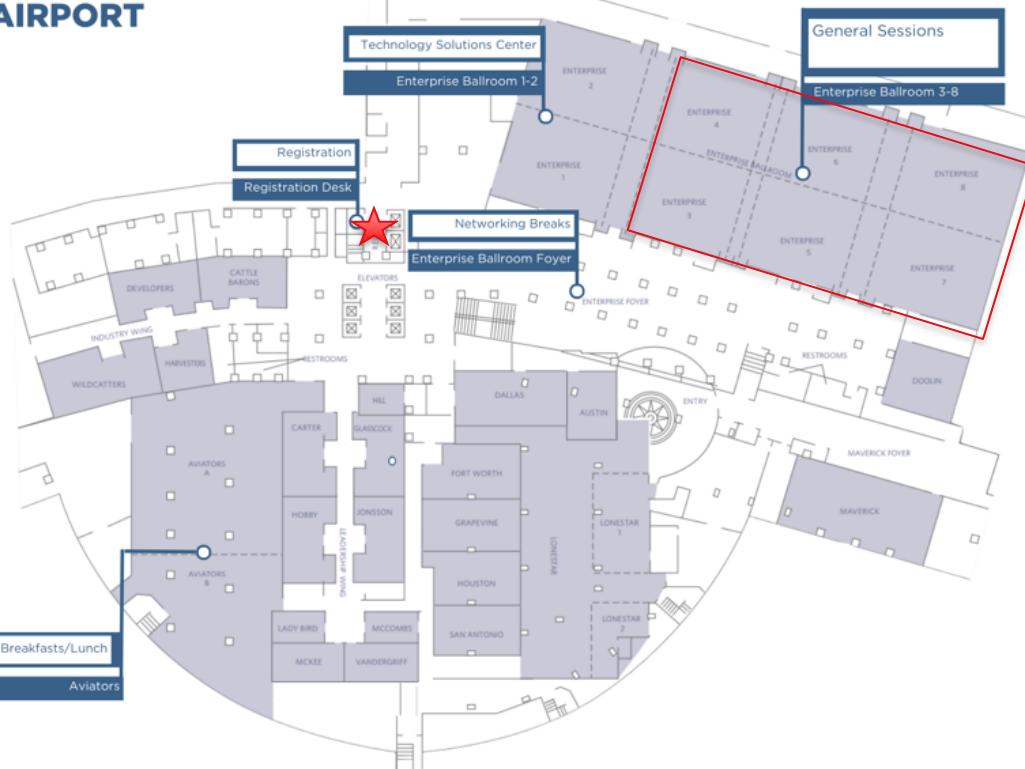 AIRPORT
Technology Solutions Center
Enterprise Ballroom 1-2
General Sessions
Enterprise Ballroom 3-8
Registration
Registration Desk
Networking Breaks
Enterprise Ballroom Foyer
ENTERPRISE
2
ENTERPRISE
1
ENTERPRISE
4
ENTERPRISE BALLROOM
ENTERPRISE
3
ENTERPRISE
6
ENTERPRISE
5
ENTERPRISE
8
ENTERPRISE
7
ELEVATORS
ENTERPRISE FOYER
DEVELOPERS
CATTLE
BARONS
INDUSTRY WING
HARVESTERS
WILDCATTERS
RESTROOMS
RESTROOMS
DOOLIN
HILL
DALLAS
AUSTIN
ENTRY
CARTER
GLASSCOCK
MAVERICK FOYER
AVIATORS
A
FORT WORTH
HOBBY
JONSSON
GRAPEVINE
LONESTAR
1
MAVERICK
LEADERSHIP WING
LONESTAR
AVIATORS
B
HOUSTON
LADY BIRD
MCCOMBS
SAN ANTONIO
LONESTAR
2
MCKEE
VANDERGRIFF
Breakfasts/Lunch
Aviators